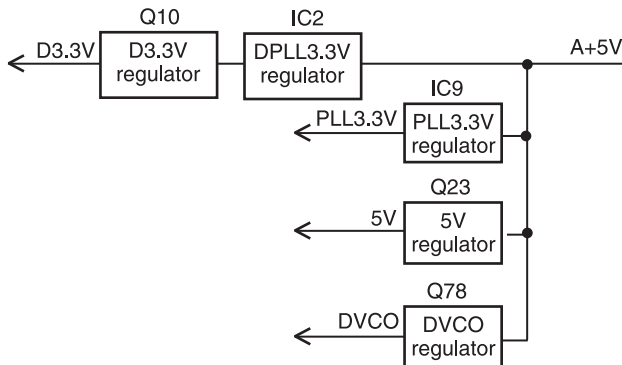 Q10
IC2
D3.3V
D3.3V
regulator
DPLL3.3V
regulator
A+5V
IC9
PLL3.3V
PLL3.3V
regulator
Q23
5V
5V
regulator
Q78
DVCO
DVCO
regulator